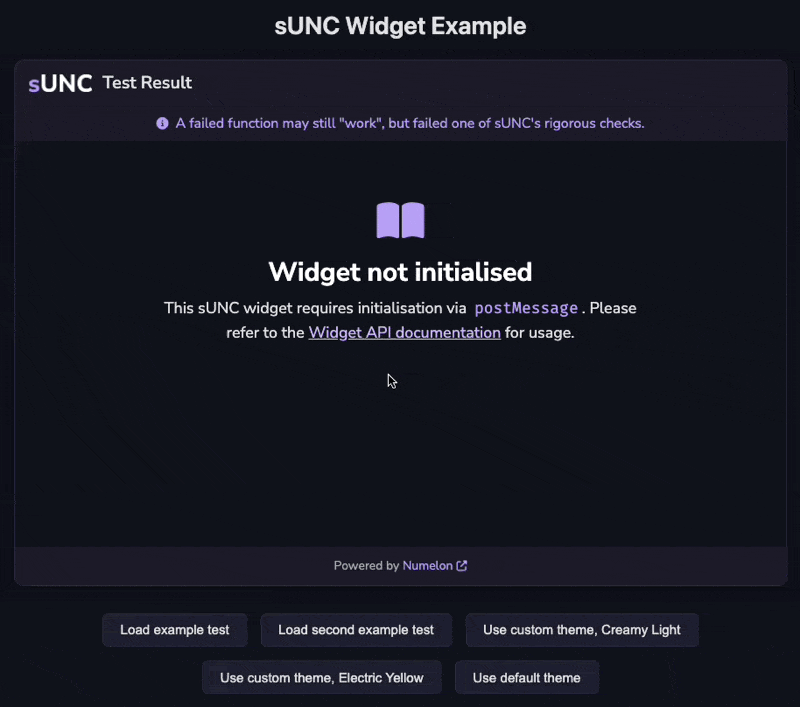 sUNC Widget Example
sUNC Test Result
A failed function may still "work", but failed one of sUNC's rigorous checks.
Widget not initialised
This sUNC widget requires initialisation via postMessage. Please
refer to the Widget API documentation for usage.
Powered by Numelon
Load example test
Load second example test
Use custom theme, Creamy Light
Use custom theme, Electric Yellow
Use default theme